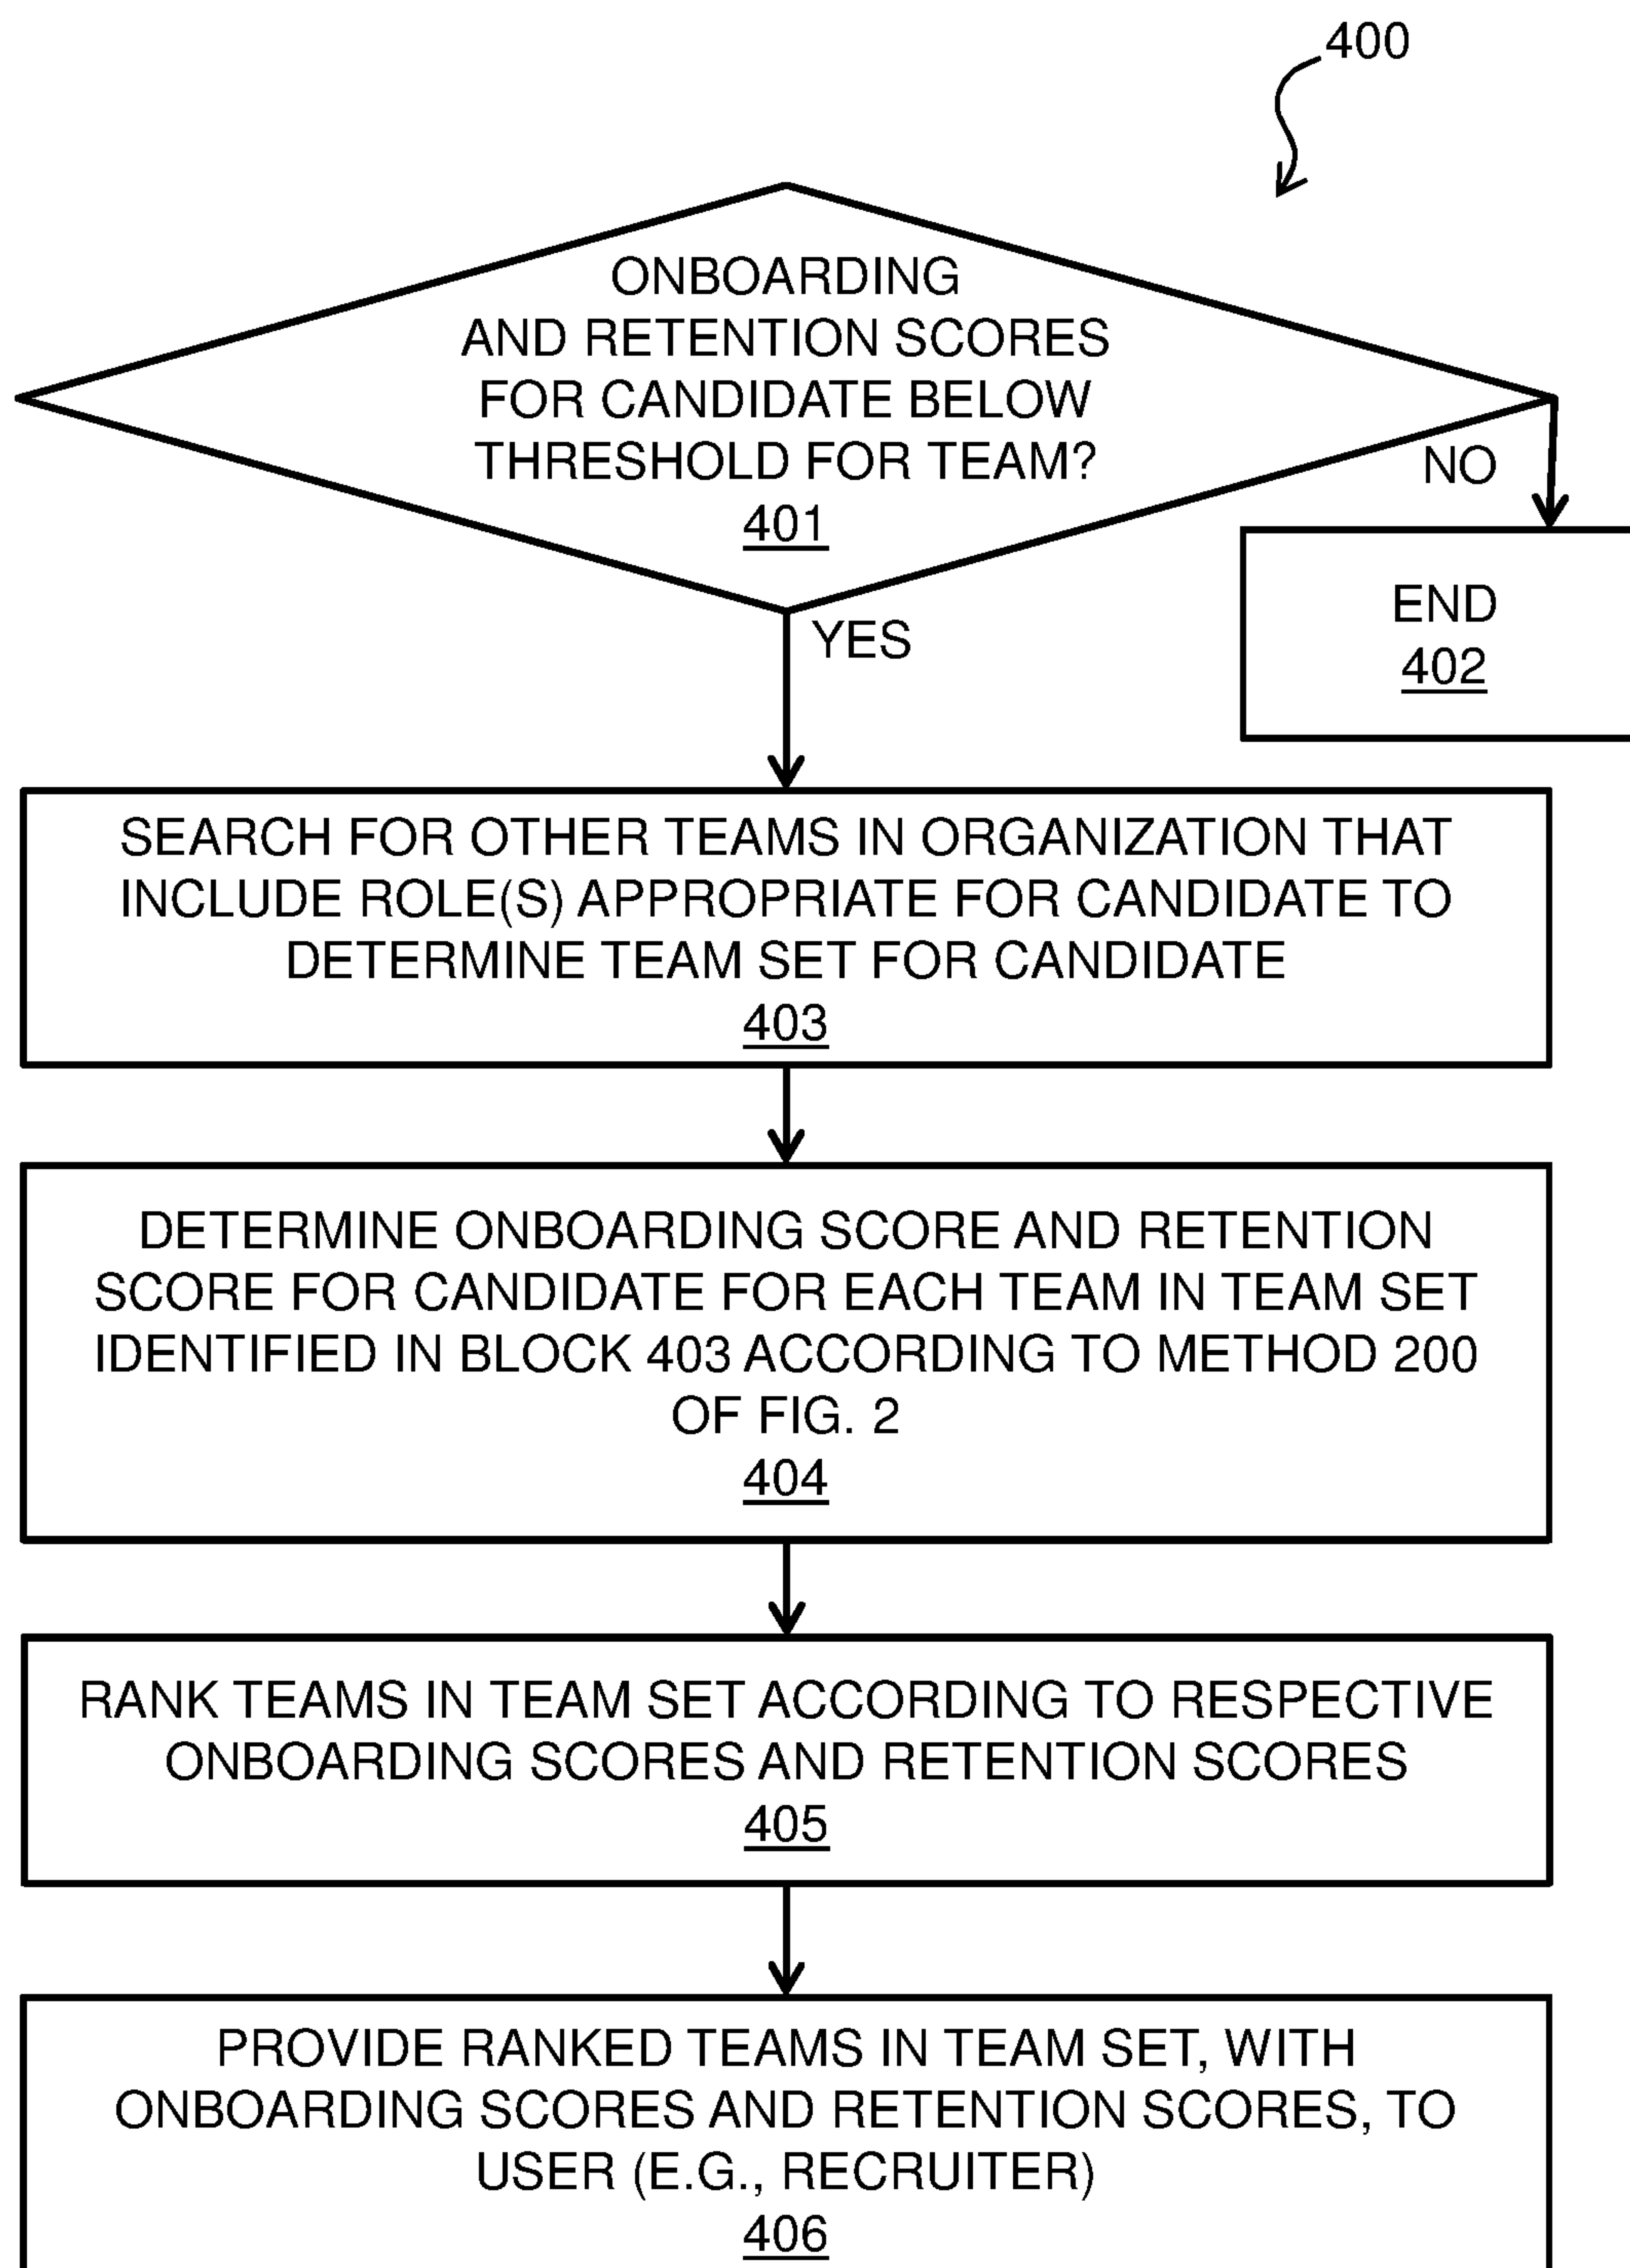 400
ONBOARDING
AND RETENTION SCORES
FOR CANDIDATE BELOW
THRESHOLD FOR TEAM?
401
NO
END
402
YES
SEARCH FOR OTHER TEAMS IN ORGANIZATION THAT
INCLUDE ROLE(S) APPROPRIATE FOR CANDIDATE TO
DETERMINE TEAM SET FOR CANDIDATE
403
DETERMINE ONBOARDING SCORE AND RETENTION
SCORE FOR CANDIDATE FOR EACH TEAM IN TEAM SET
IDENTIFIED IN BLOCK 403 ACCORDING TO METHOD 200
OF FIG. 2
404
RANK TEAMS IN TEAM SET ACCORDING TO RESPECTIVE
ONBOARDING SCORES AND RETENTION SCORES
405
PROVIDE RANKED TEAMS IN TEAM SET, WITH
ONBOARDING SCORES AND RETENTION SCORES, TO
USER (E.G., RECRUITER)
406